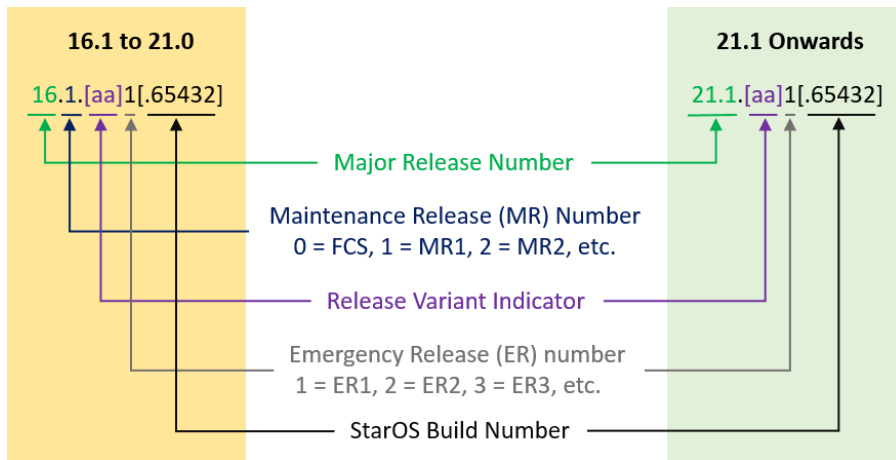 16.1 to 21.0
21.1 Onwards
16.1.[aa]1[.65432]
21.1.[aa]1[.65432]
Major Release Number
Maintenance Release (MR) Number
0 = FCS, 1 = MR1, 2 = MR2, etc.
Release Variant Indicator
Emergency Release (ER) number
1 = ER1, 2 = ER2, 3 = ER3, etc.
StarOS Build Number